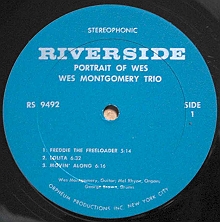 STEREOPHONIC
RIVERSIDE
PORTRAIT OF WES
WES MONTGOMERY TRIO
RS 9492
SIDE
1
1. FREDDIE THE FREELOADER 5:14
2. LOLITA 6:32
3. MOVIN' ALONG 6:16
Wes Montgomery, Guitar; Mel Rhyne, Organ;
George Brown, Drums
ORPHEUM PRODUCTIONS INC. NEW YORK CITY